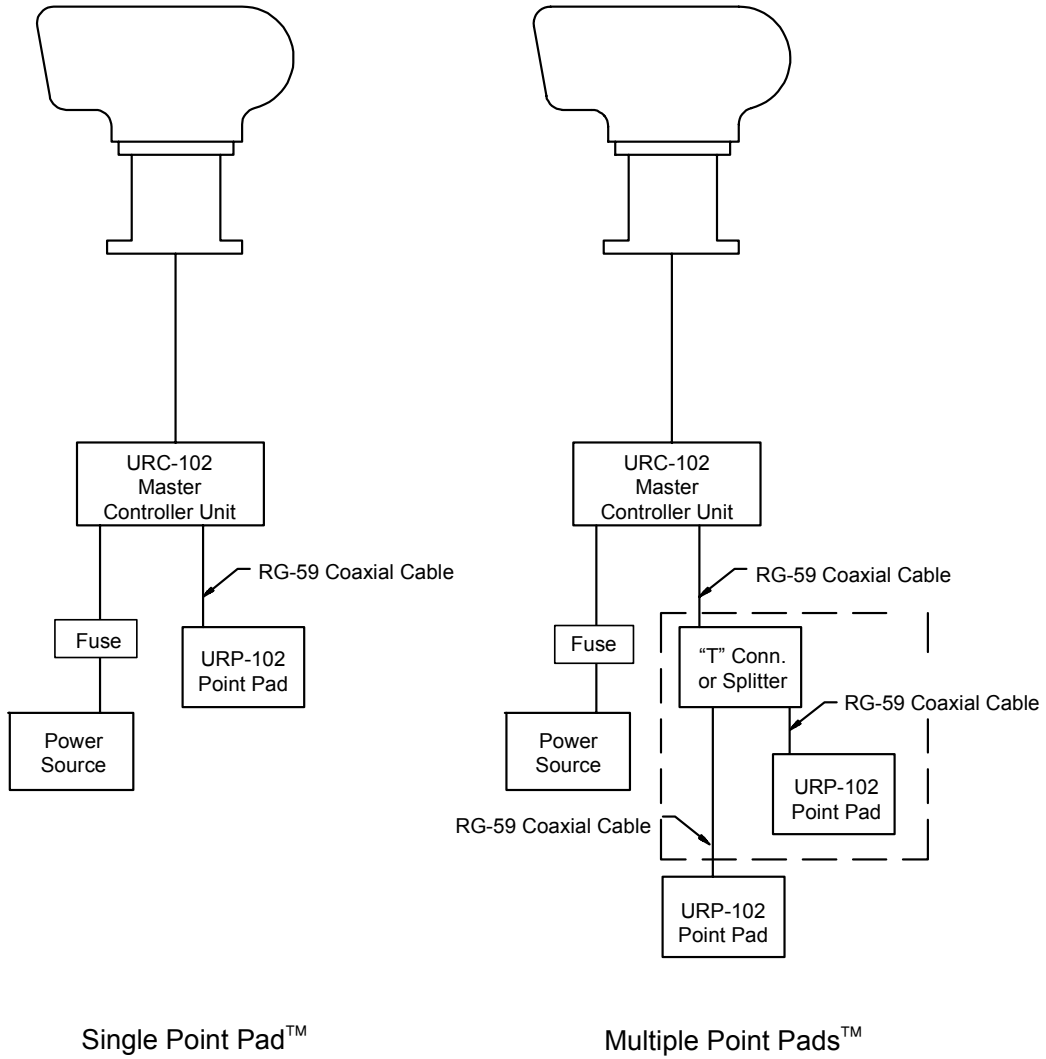 URC-102
Master
Controller Unit
RG-59 Coaxial Cable
Fuse
URP-102
Point Pad
Power
Source
Single Point Pad™
URC-102
Master
Controller Unit
RG-59 Coaxial Cable
Fuse
“T” Conn.
or Splitter
RG-59 Coaxial Cable
Power
Source
URP-102
Point Pad
RG-59 Coaxial Cable
URP-102
Point Pad
Multiple Point Pads™